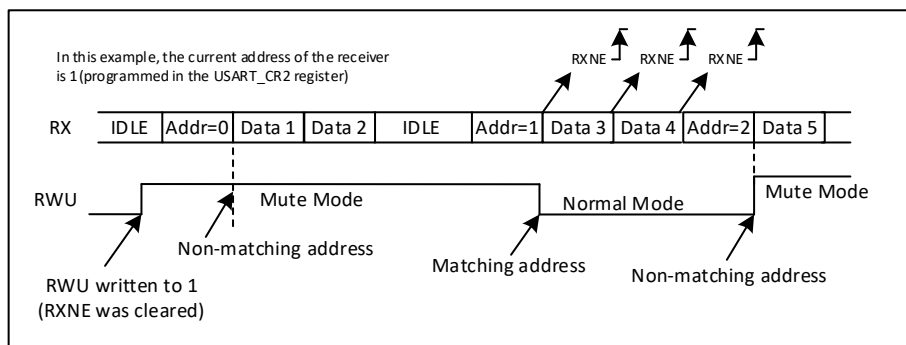 In this example, the current address of the receiver
is 1(programmed in the USART_CR2 register)
RXNE RXNE RXNE
RX IDLE Addr=0 Data 1 Data 2 IDLE Addr=1 Data 3 Data 4 Addr=2 Data 5
RWU Mute Mode Normal Mode Mute Mode
Non-matching address Matching address Non-matching address
RWU written to 1
(RXNE was cleared)